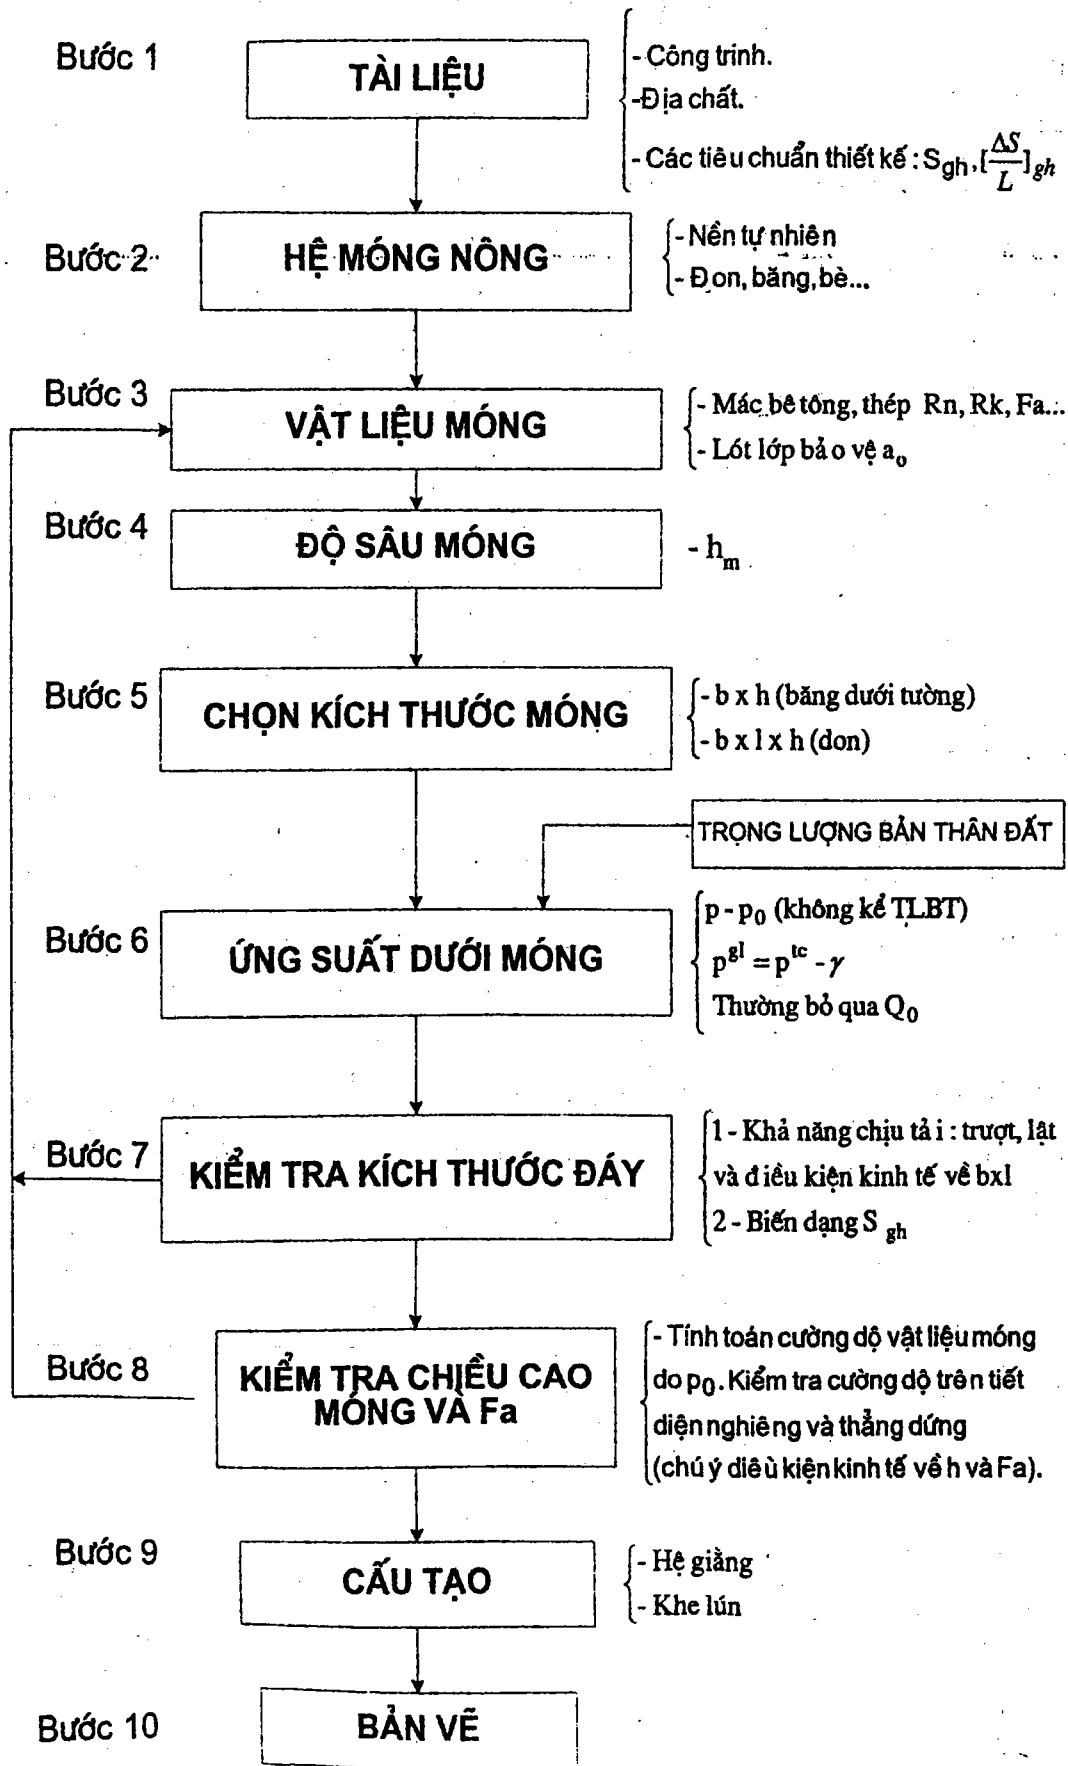 Bước 1
TÀI LIỆU
- Công trình.
-Địa chất.
- Các tiêu chuẩn thiết kế : Sgh, [ΔS/L]gh
Bước 2
HỆ MÓNG NÔNG
- Nền tự nhiên
- Đơn, băng, bè...
Bước 3
VẬT LIỆU MÓNG
- Mác bê tông, thép Rn, Rk, Fa...
- Lót lớp bảo vệ ao
Bước 4
ĐỘ SÂU MÓNG
- hm
Bước 5
CHỌN KÍCH THƯỚC MÓNG
- b x h (băng dưới tường)
- b x l x h (don)
TRỌNG LƯỢNG BẢN THÂN ĐẤT
Bước 6
ỨNG SUẤT DƯỚI MÓNG
p - p0 (không kể TLBT)
p^gl = p^tc - γ
Thường bỏ qua Q0
Bước 7
KIỂM TRA KÍCH THƯỚC ĐÁY
1 - Khả năng chịu tải : trượt, lật
và điều kiện kinh tế về bxl
2 - Biến dạng S gh
Bước 8
KIỂM TRA CHIỀU CAO
MÓNG VÀ Fa
- Tính toán cường dộ vật liệu móng
do p0. Kiểm tra cường dộ trên tiết
diện nghiêng và thẳng dứng
(chú ý diêù kiện kinh tế về h và Fa).
Bước 9
CẤU TẠO
- Hệ giằng
- Khe lún
Bước 10
BẢN VẼ